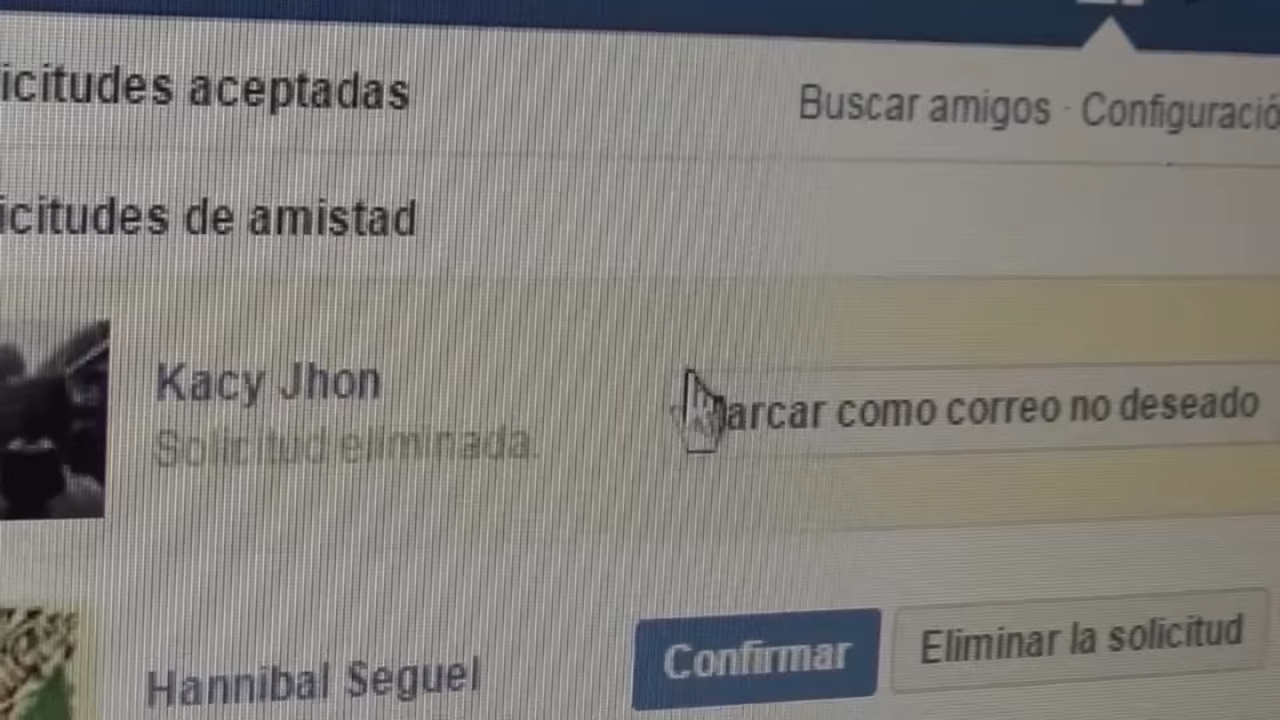 icitudes aceptadas
Buscar amigos · Configuració
icitudes de amistad
Kacy Jhon
Solicitud eliminada.
arcar como correo no deseado
Hannibal Seguel
Confirmar
Eliminar la solicitud